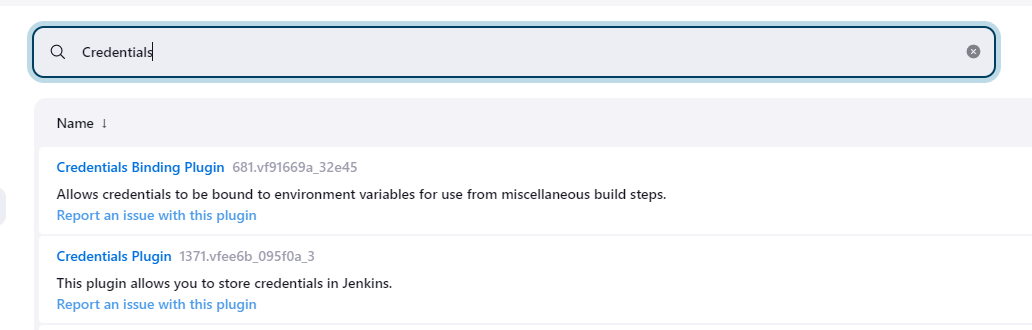 Credentials
Name ↓
Credentials Binding Plugin 681.vf91669a_32e45
Allows credentials to be bound to environment variables for use from miscellaneous build steps.
Report an issue with this plugin
Credentials Plugin 1371.vfee6b_095f0a_3
This plugin allows you to store credentials in Jenkins.
Report an issue with this plugin